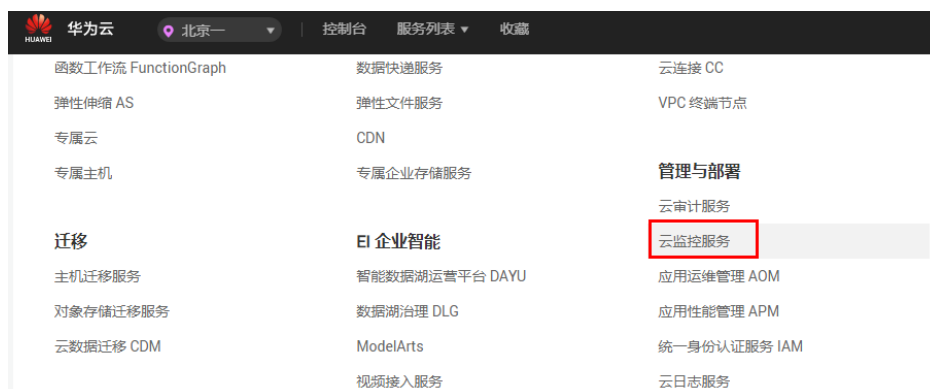 HUAWEI 华为云 北京一 控制台 服务列表 收藏
函数工作流 FunctionGraph
弹性伸缩 AS
专属云
专属主机
迁移
主机迁移服务
对象存储迁移服务
云数据迁移 CDM
数据快递服务
弹性文件服务
CDN
专属企业存储服务
EI 企业智能
智能数据湖运营平台 DAYU
数据湖治理 DLG
ModelArts
视频接入服务
云连接 CC
VPC 终端节点
管理与部署
云审计服务
云监控服务
应用运维管理 AOM
应用性能管理 APM
统一身份认证服务 IAM
云日志服务